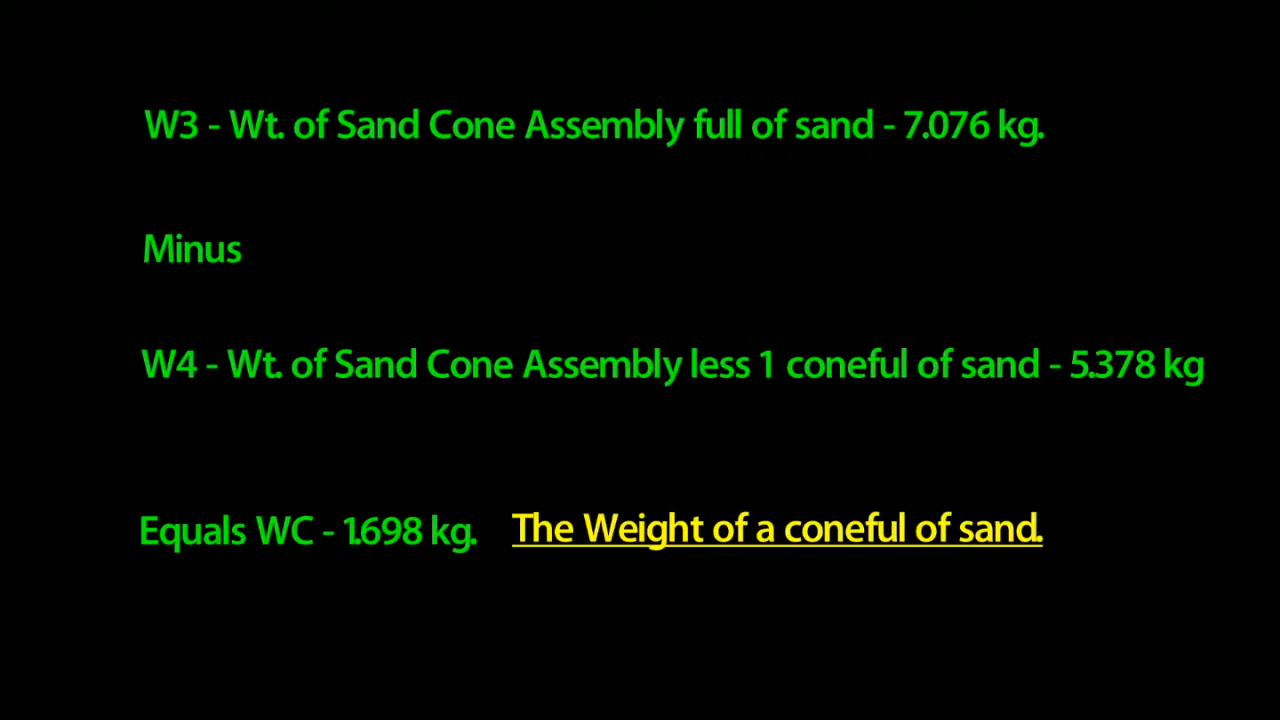 W3 - Wt. of Sand Cone Assembly full of sand - 7.076 kg.
Minus
W4 - Wt. of Sand Cone Assembly less 1 coneful of sand - 5.378 kg
Equals WC - 1.698 kg. The Weight of a coneful of sand.